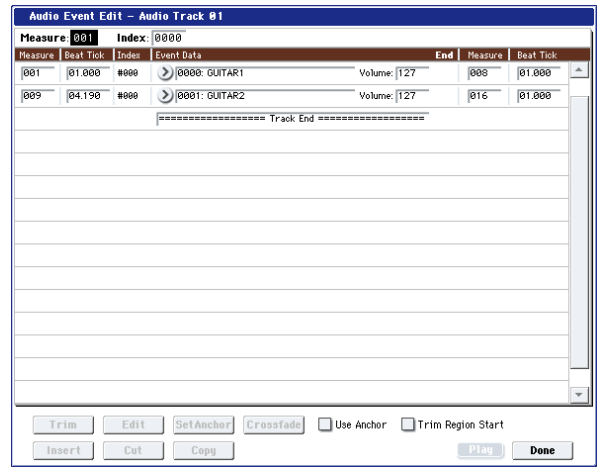 Audio Event Edit – Audio Track 01
Measure: 001 Index: 0000
Measure Beat Tick Index Event Data End Measure Beat Tick
001 01.000 #000 0000: GUITAR1 Volume: 127 008 01.000
009 04.190 #000 0001: GUITAR2 Volume: 127 016 01.000
================== Track End ==================
Trim Edit SetAnchor Crossfade Use Anchor Trim Region Start
Insert Cut Copy Play Done